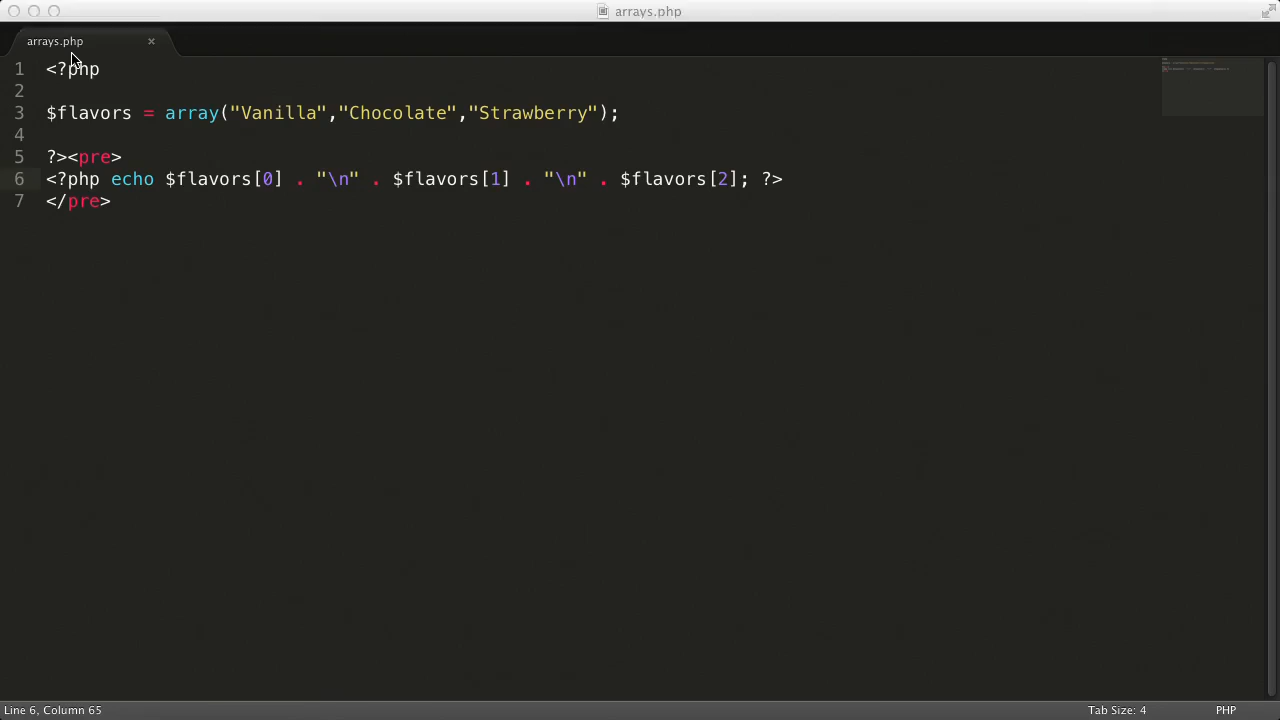 arrays.php
arrays.php ×
1 <?php
2
3 $flavors = array("Vanilla","Chocolate","Strawberry");
4
5 ?><pre>
6 <?php echo $flavors[0] . "\n" . $flavors[1] . "\n" . $flavors[2]; ?>
7 </pre>
Line 6, Column 65 Tab Size: 4 PHP